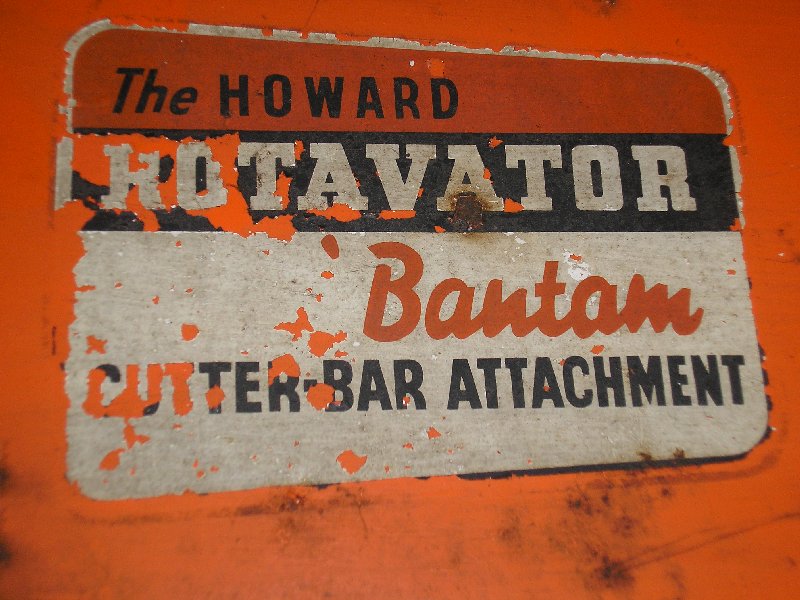 The HOWARD
ROTAVATOR
Bantam
CUTTER-BAR ATTACHMENT